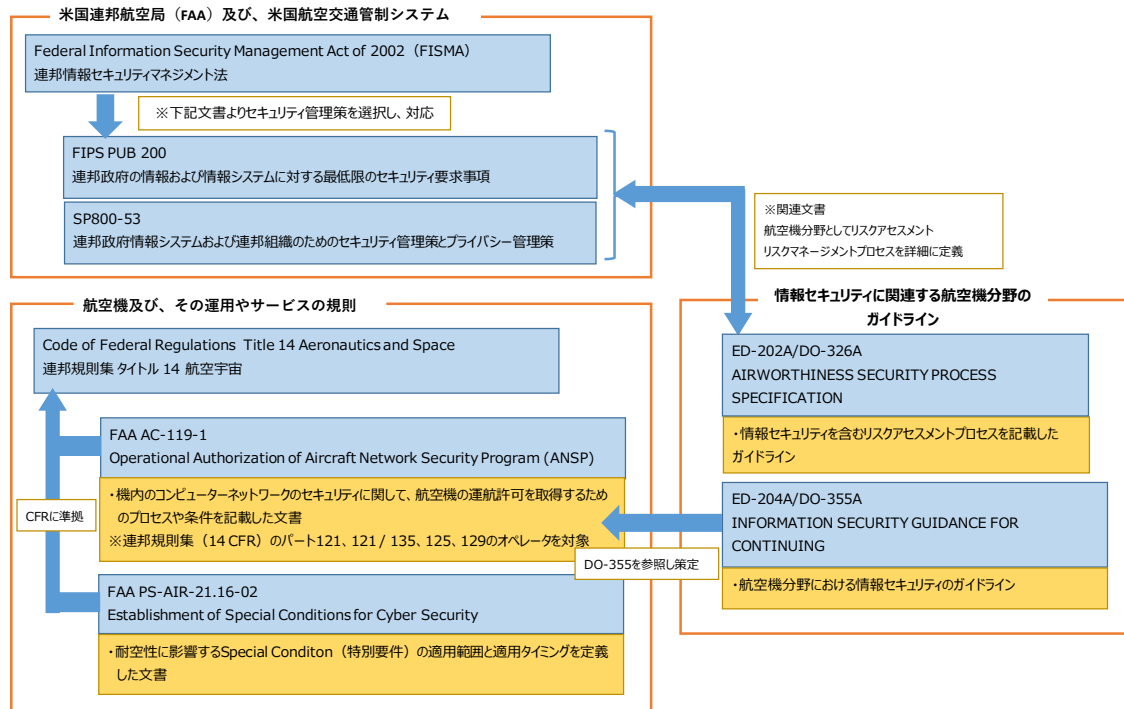 米国連邦航空局（FAA）及び、米国航空交通管制システム
Federal Information Security Management Act of 2002（FISMA）
連邦情報セキュリティマネジメント法
※下記文書よりセキュリティ管理策を選択し、対応
FIPS PUB 200
連邦政府の情報および情報システムに対する最低限のセキュリティ要求事項
SP800-53
連邦政府情報システムおよび連邦組織のためのセキュリティ管理策とプライバシー管理策
※関連文書
航空機分野としてリスクアセスメント
リスクマネージメントプロセスを詳細に定義
航空機及び、その運用やサービスの規則
Code of Federal Regulations Title 14 Aeronautics and Space
連邦規則集 タイトル 14 航空宇宙
FAA AC-119-1
Operational Authorization of Aircraft Network Security Program (ANSP)
・機内のコンピューターネットワークのセキュリティに関して、航空機の運航許可を取得するため
のプロセスや条件を記載した文書
※連邦規則集（14 CFR）のパート121、121 / 135、125、129のオペレータを対象
CFRに準拠
FAA PS-AIR-21.16-02
Establishment of Special Conditions for Cyber Security
・耐空性に影響するSpecial Conditon（特別要件）の適用範囲と適用タイミングを定義
した文書
情報セキュリティに関連する航空機分野の
ガイドライン
ED-202A/DO-326A
AIRWORTHINESS SECURITY PROCESS
SPECIFICATION
・情報セキュリティを含むリスクアセスメントプロセスを記載した
ガイドライン
ED-204A/DO-355A
INFORMATION SECURITY GUIDANCE FOR
CONTINUING
・航空機分野における情報セキュリティのガイドライン
DO-355を参照し策定